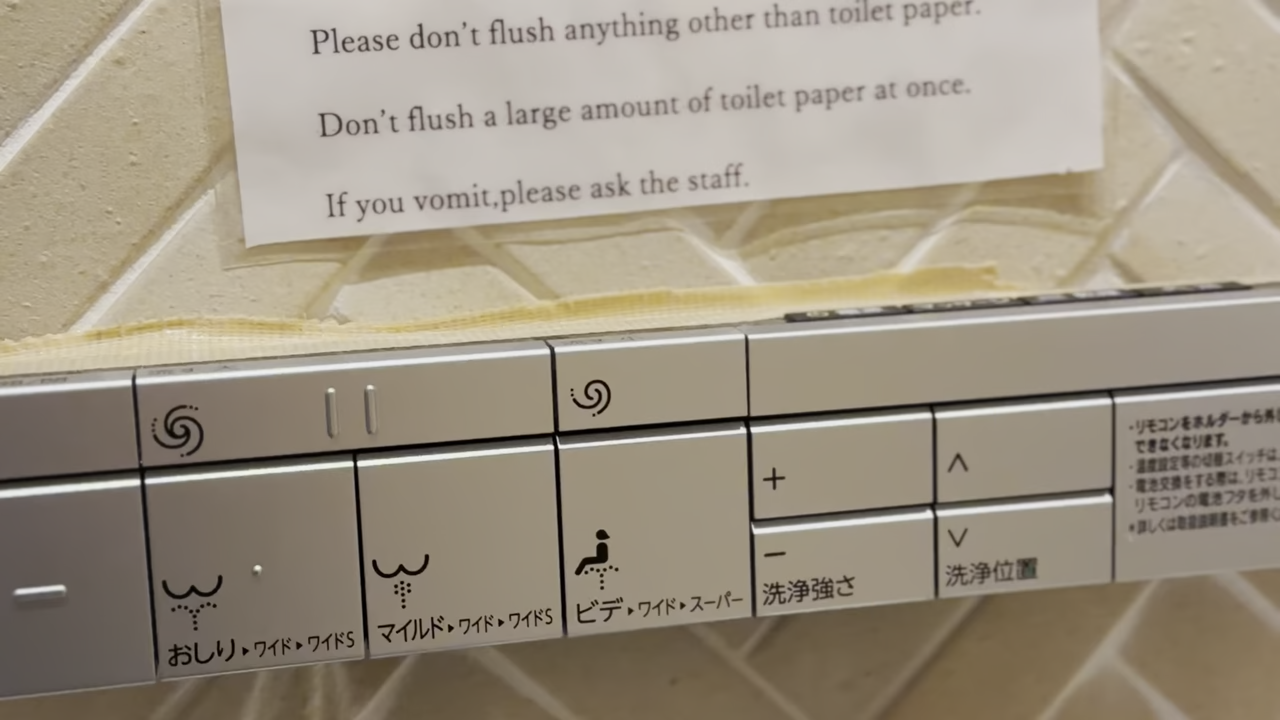 Please don't flush anything other than toilet paper.
Don't flush a large amount of toilet paper at once.
If you vomit,please ask the staff.
+
−
洗浄強さ
洗浄位置
おしり▶ワイド▶ワイドS
マイルド▶ワイド▶ワイドS
ビデ▶ワイド▶スーパー
・リモコンをホルダーから外
できなくなります。
・温度設定等の切替スイッチは、
・電池交換をする際は、リモコ
リモコンの電池フタを外し
＊詳しくは取扱説明書をご参照く